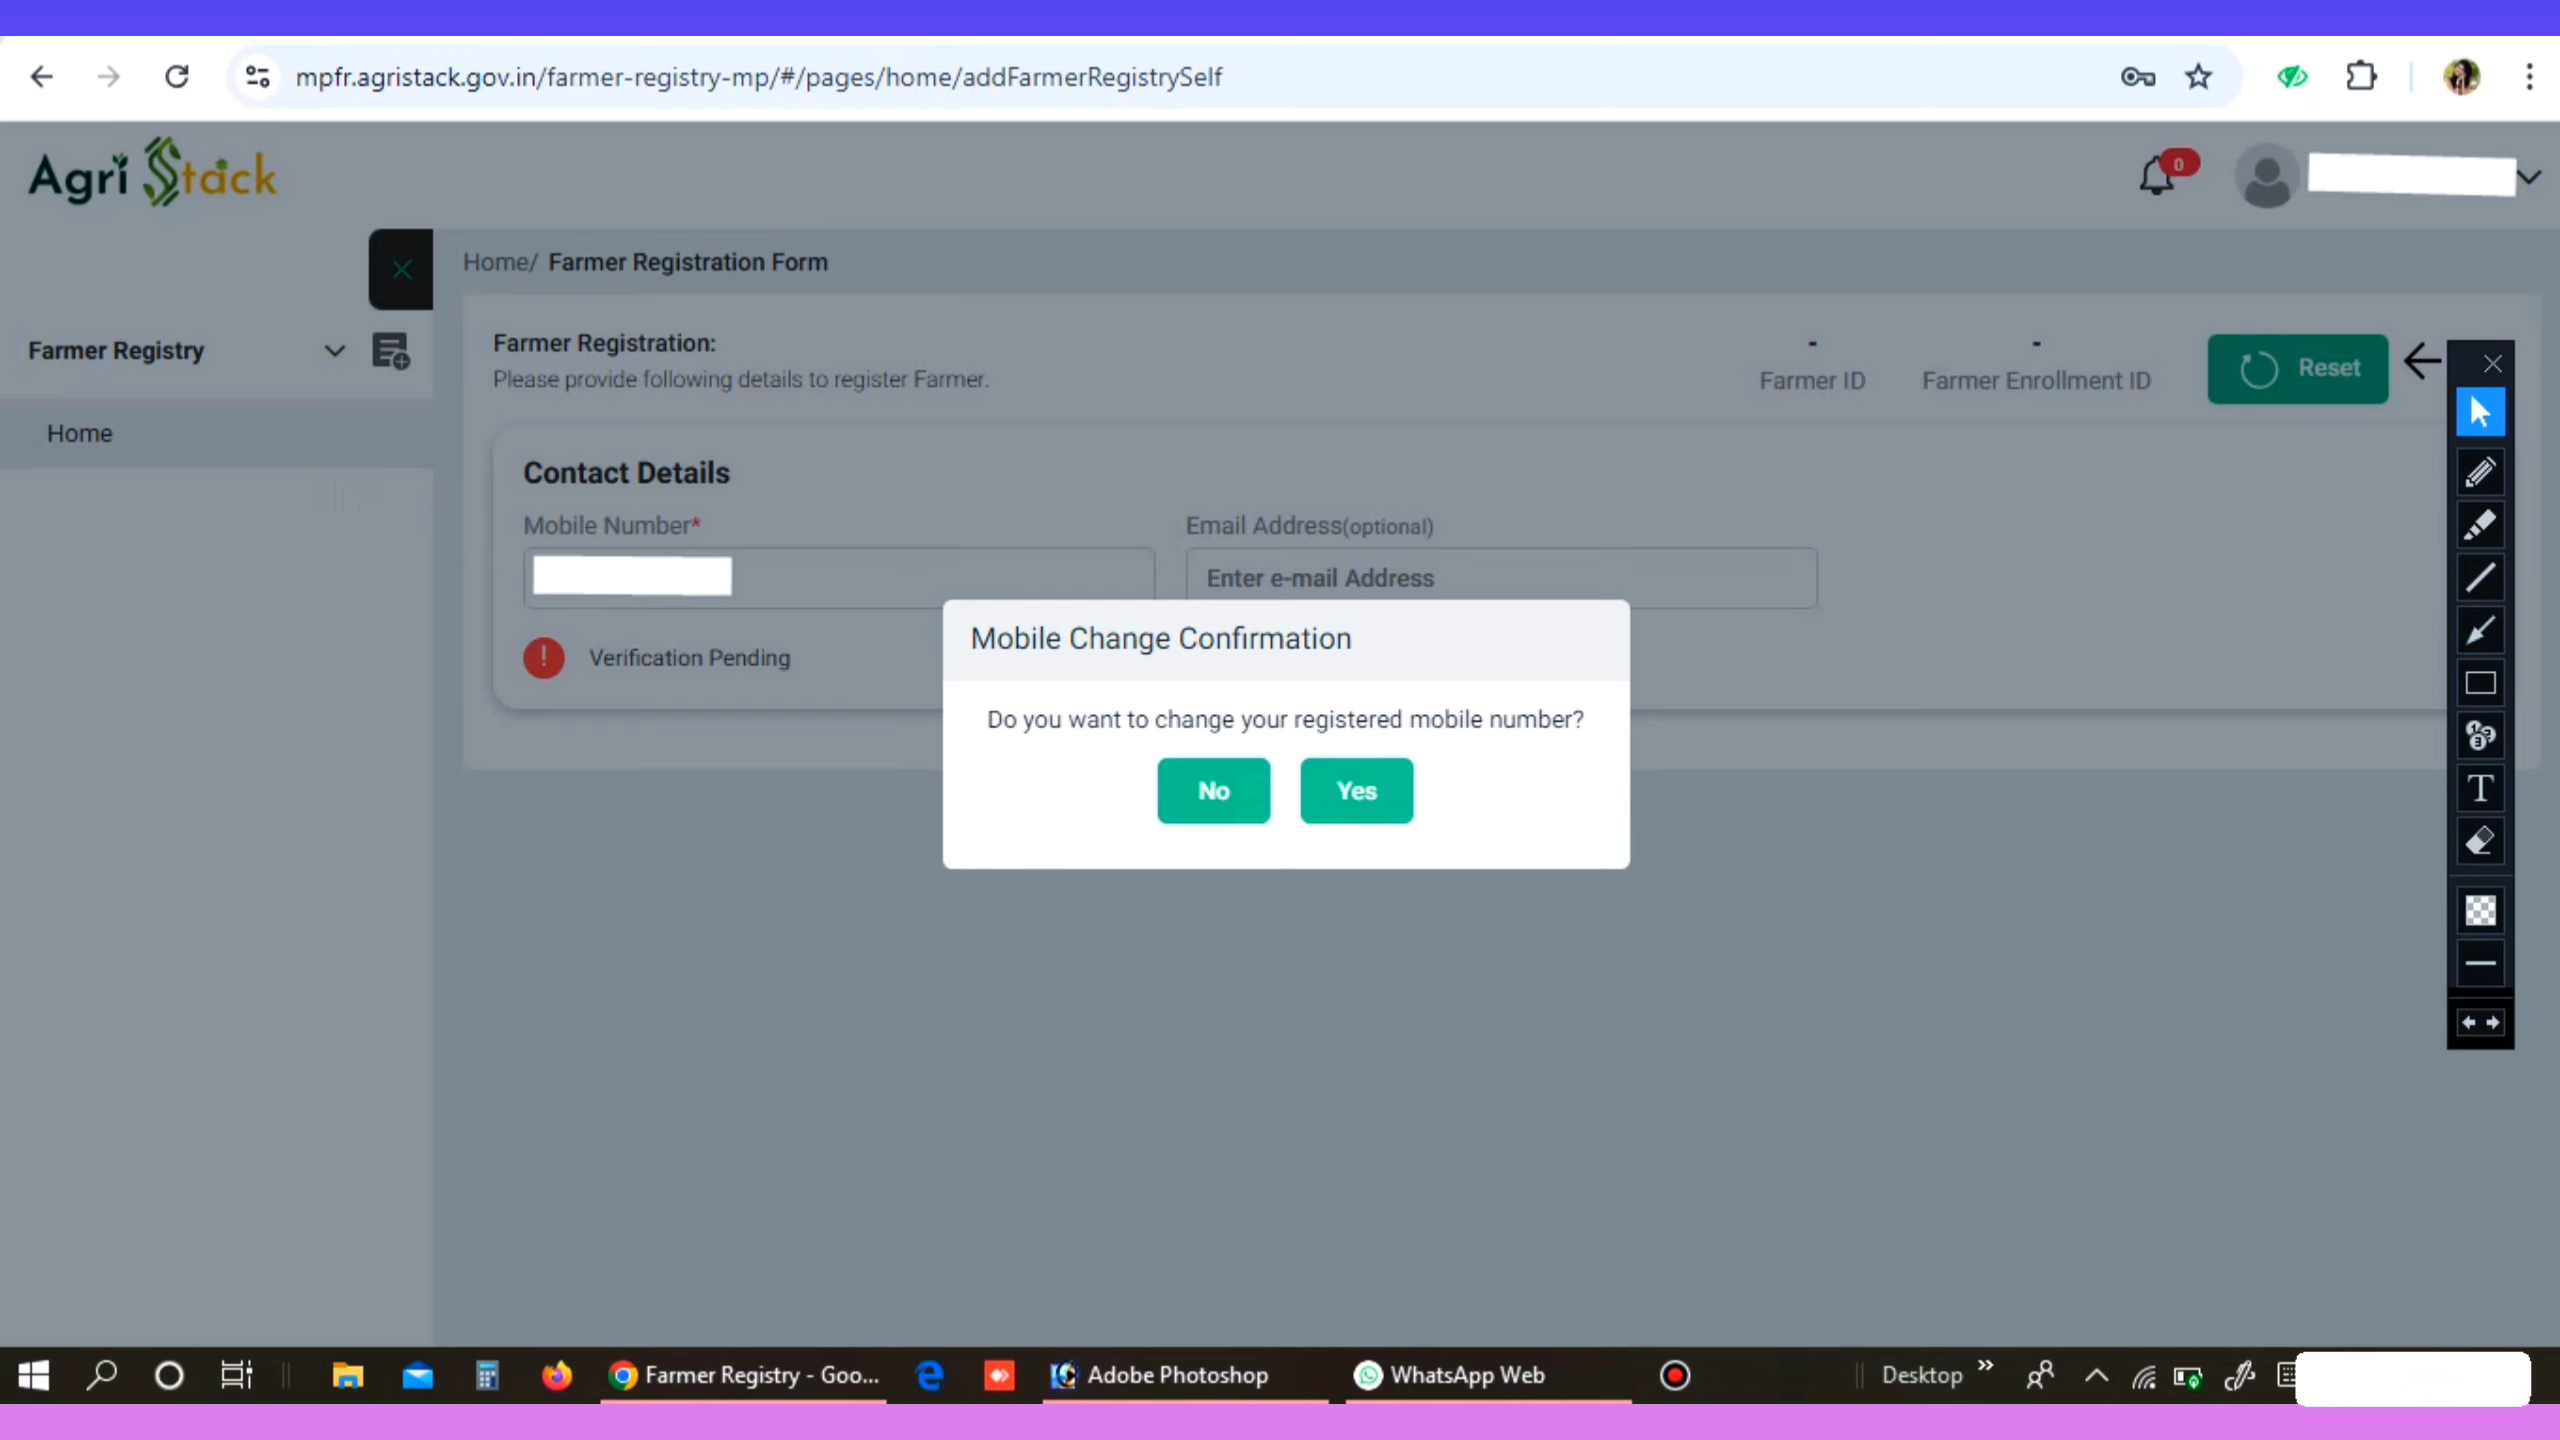 mpfr.agristack.gov.in/farmer-registry-mp/#/pages/home/addFarmerRegistrySelf
Agri Stack
0
Home/ Farmer Registration Form
Farmer Registry
Home
Farmer Registration:
Please provide following details to register Farmer.
-
Farmer ID
-
Farmer Enrollment ID
Reset
Contact Details
Mobile Number*
Email Address(optional)
Enter e-mail Address
Verification Pending
Mobile Change Confirmation
Do you want to change your registered mobile number?
No
Yes
T
Farmer Registry - Goo...
Adobe Photoshop
WhatsApp Web
Desktop